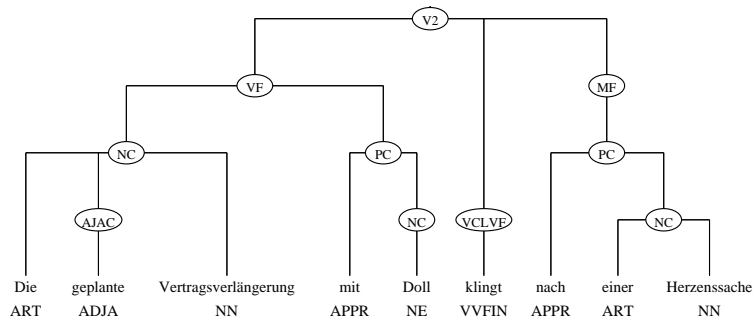 V2
VF MF
NC PC PC
AJAC NC VCLVF NC
Die geplante Vertragsverlängerung mit Doll klingt nach einer Herzenssache
ART ADJA NN APPR NE VVFIN APPR ART NN